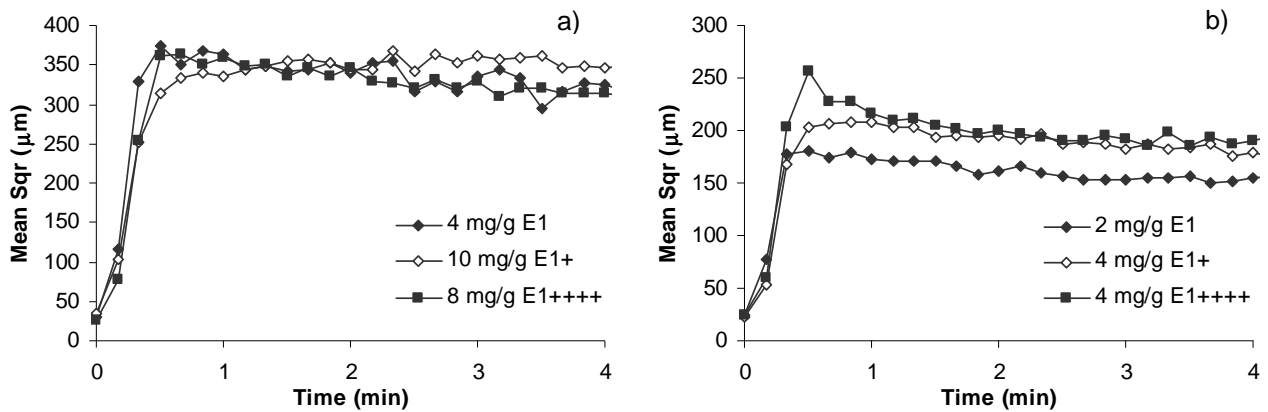 a)
Mean Sqr (µm)
400
350
300
250
200
150
100
50
0
4 mg/g E1
10 mg/g E1+
8 mg/g E1++++
0 1 2 3 4
Time (min)
b)
Mean Sqr (µm)
300
250
200
150
100
50
0
2 mg/g E1
4 mg/g E1+
4 mg/g E1++++
0 1 2 3 4
Time (min)